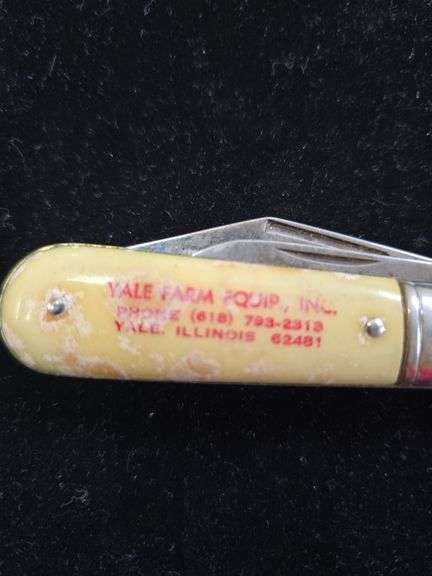 YALE FARM EQUIP., INC.
PHONE (618) 793-2313
YALE, ILLINOIS 62481